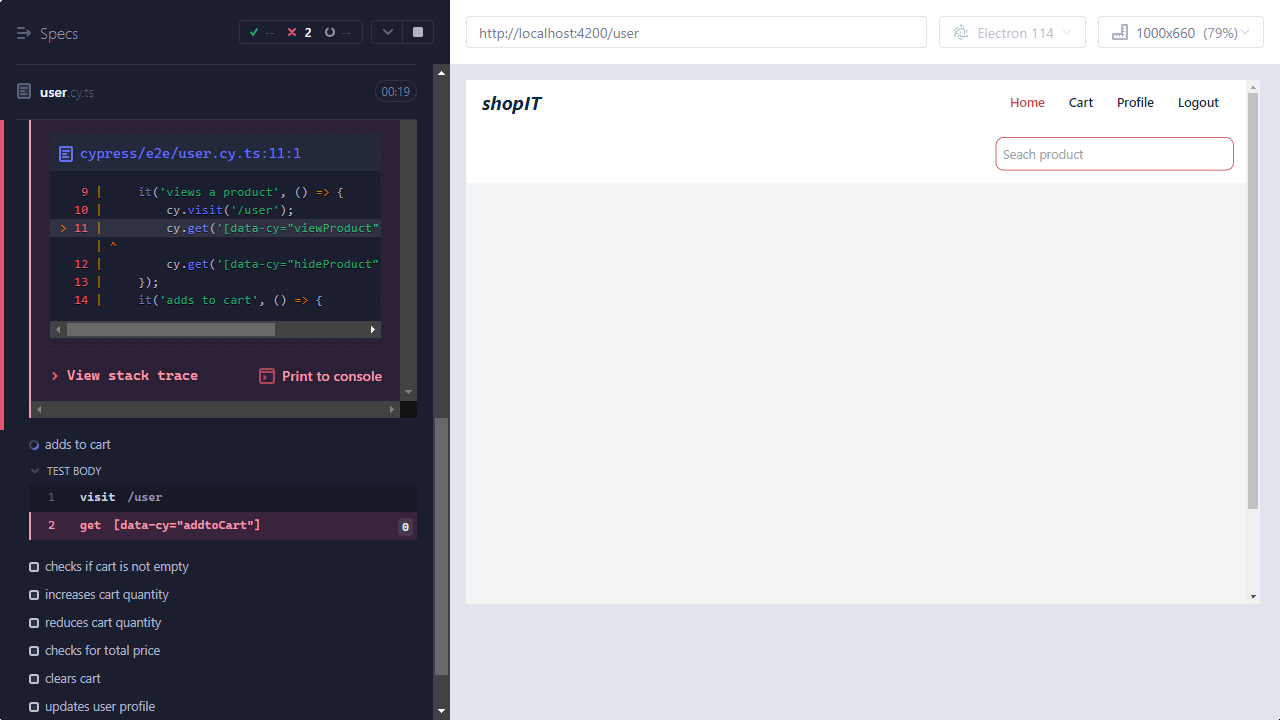 Specs
-- 2 --
user.cy.ts
00:19
cypress/e2e/user.cy.ts:11:1
9 | it('views a product', () => {
10 | cy.visit('/user');
> 11 | cy.get('[data-cy="viewProduct"
| ^
12 | cy.get('[data-cy="hideProduct"
13 | });
14 | it('adds to cart', () => {
> View stack trace
Print to console
adds to cart
TEST BODY
1 visit /user
2 get [data-cy="addtoCart"] 0
checks if cart is not empty
increases cart quantity
reduces cart quantity
checks for total price
clears cart
updates user profile
http://localhost:4200/user
Electron 114
1000x660 (79%)
shopIT
Home Cart Profile Logout
Seach product